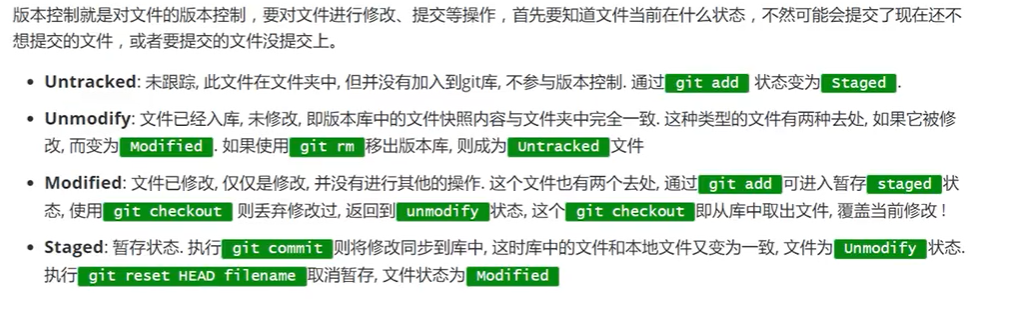 版本控制就是对文件的版本控制，要对文件进行修改、提交等操作，首先要知道文件当前在什么状态，不然可能会提交了现在还不
想提交的文件，或者要提交的文件没提交上。
• Untracked: 未跟踪, 此文件在文件夹中, 但并没有加入到git库, 不参与版本控制. 通过 git add 状态变为 Staged .
• Unmodify: 文件已经入库, 未修改, 即版本库中的文件快照内容与文件夹中完全一致. 这种类型的文件有两种去处, 如果它被修
改, 而变为 Modified . 如果使用 git rm 移出版本库, 则成为 Untracked 文件
• Modified: 文件已修改, 仅仅是修改, 并没有进行其他的操作. 这个文件也有两个去处, 通过 git add 可进入暂存 staged 状
态, 使用 git checkout 则丢弃修改过, 返回到 unmodify 状态, 这个 git checkout 即从库中取出文件, 覆盖当前修改 !
• Staged: 暂存状态. 执行 git commit 则将修改同步到库中, 这时库中的文件和本地文件又变为一致, 文件为 Unmodify 状态.
执行 git reset HEAD filename 取消暂存, 文件状态为 Modified